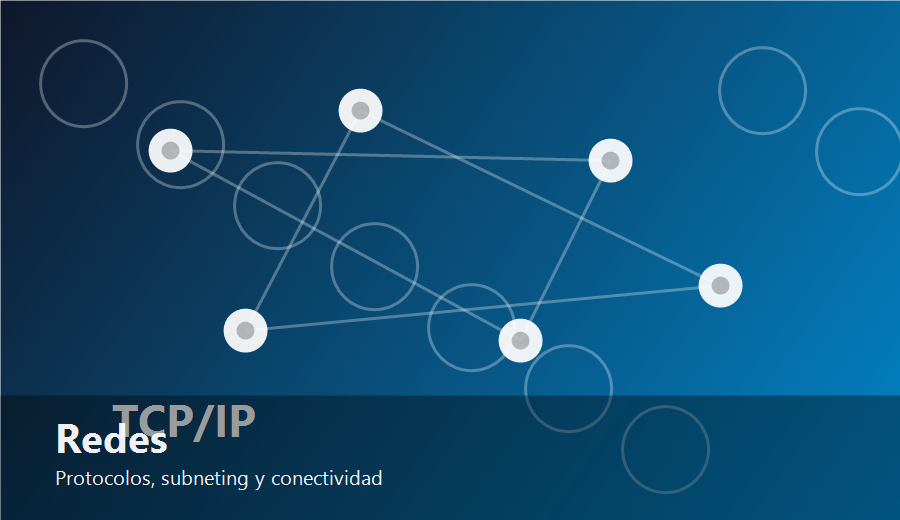 TCP/IP
Redes
Protocolos, subneting y conectividad